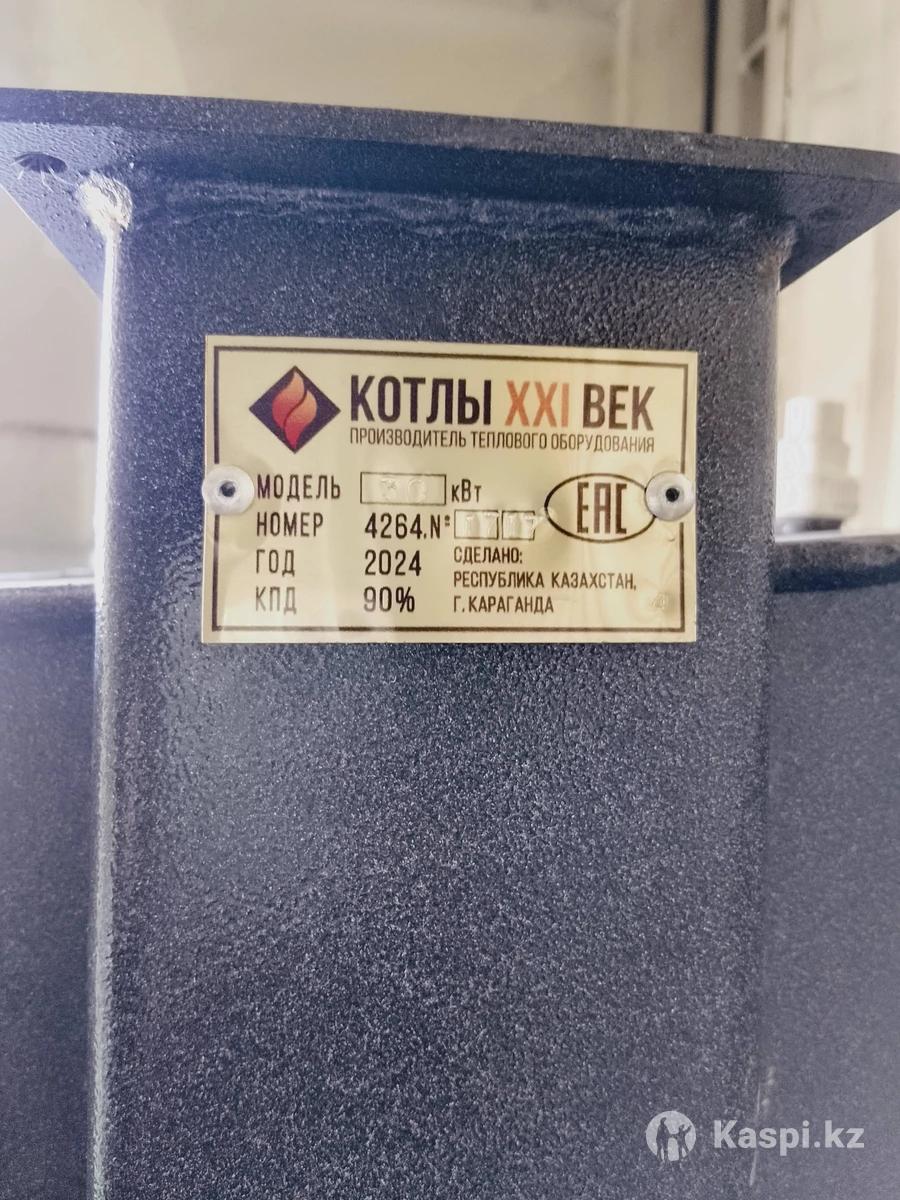 КОТЛЫ XXI ВЕК
ПРОИЗВОДИТЕЛЬ ТЕПЛОВОГО ОБОРУДОВАНИЯ
МОДЕЛЬ кВт
НОМЕР 4264.№
ГОД 2024
КПД 90%
ЕАС
СДЕЛАНО:
РЕСПУБЛИКА КАЗАХСТАН,
Г. КАРАГАНДА
Kaspi.kz